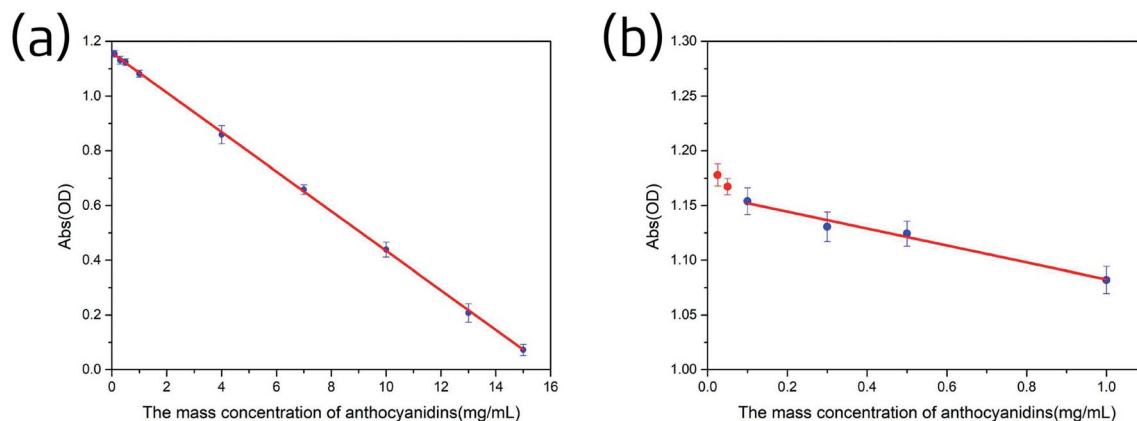 (a)
1.2
1.0
0.8
0.6
0.4
0.2
0.0
Abs(OD)
0 2 4 6 8 10 12 14 16
The mass concentration of anthocyanidins(mg/mL)
(b)
1.30
1.25
1.20
1.15
1.10
1.05
1.00
Abs(OD)
0.0 0.2 0.4 0.6 0.8 1.0
The mass concentration of anthocyanidins(mg/mL)